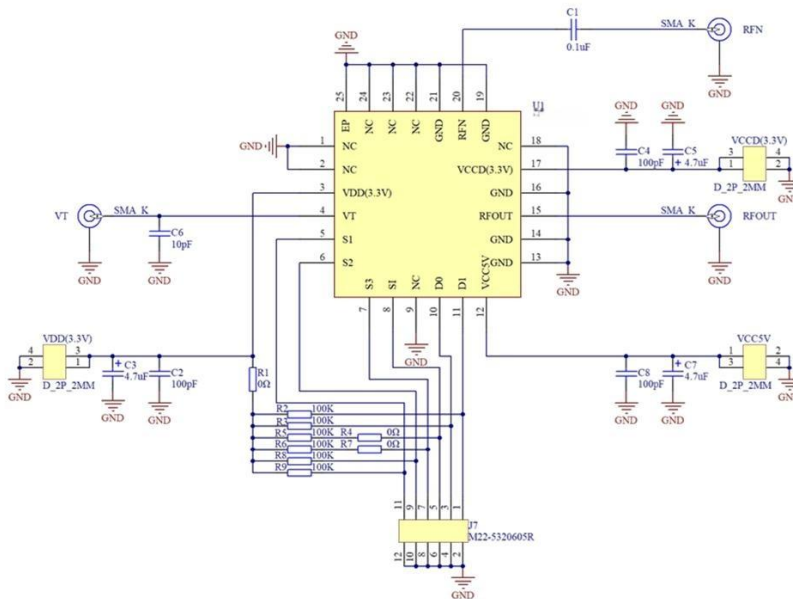 C1
0.1uF
SMA_K
RFN
GND
GND
GND
25
24
23
22
21
20
19
EP
NC
NC
NC
GND
RFN
GND
U1
GND
1
NC
2
NC
3
VDD(3.3V)
4
VT
5
S1
6
S2
NC
18
VCCD(3.3V)
17
GND
16
RFOUT
15
GND
14
GND
13
GND
GND
GND
C4
100pF
C5
4.7uF
VCCD(3.3V)
3
4
1
2
D_2P_2MM
GND
SMA_K
RFOUT
GND
VT
SMA_K
C6
10pF
GND
GND
S3
SI
NC
D0
D1
VCC5V
7
8
9
10
11
12
GND
VDD(3.3V)
4
3
2
1
D_2P_2MM
GND
C3
4.7uF
C2
100pF
GND
GND
R1
0Ω
C8
100pF
C7
4.7uF
VCC5V
1
2
3
4
D_2P_2MM
GND
GND
GND
R2
100K
R3
100K
R5
100K
R4
0Ω
R6
100K
R7
0Ω
R8
100K
R9
100K
11
9
7
5
3
1
J7
M22-5320605R
12
10
8
6
4
2
GND